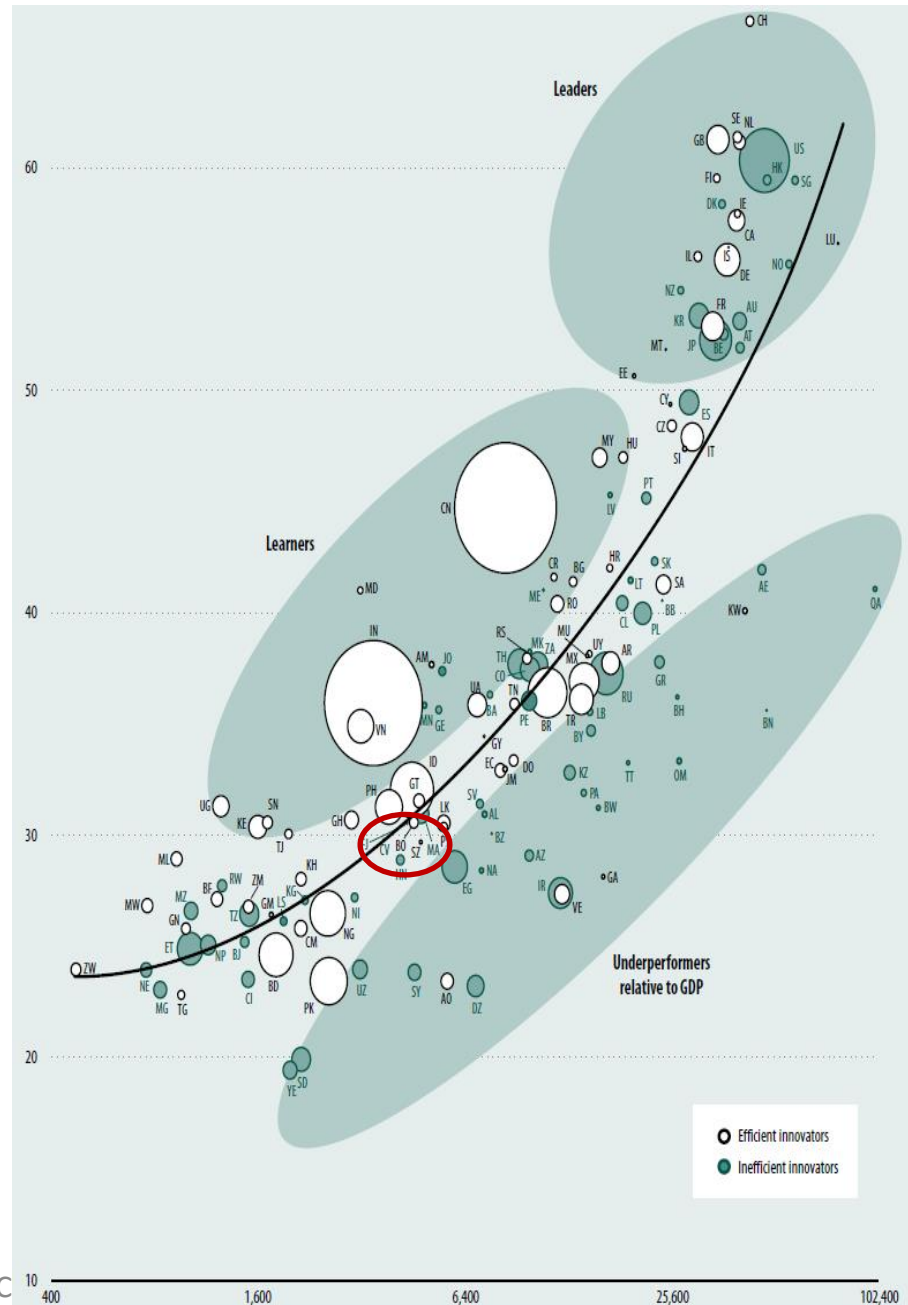 CH
Leaders
SE NL
GB US
60
HK
FI SG
DK IE
CA
LU
IL IS NO
DE
NZ
FR AU
KR
AT
MT JP BE
EE
50
CY
ES
CZ
MY HU SI IT
PT
CN LV
Learners
HR SK
CR BG
LT SA AE
MD ME QA
40
RO BB KW
CL PL
IN RS MK MU UY
AM JO TH ZA MX AR
CO GR
UA TN RU
MN GE BA PE BR TR LB BH BN
VN GY BY
ID EC DO
JM KZ TT OM
PH GT SV PA
UG SN LK AL BW
KE GH
30
TJ FJ BO BZ
CV SZ MA
ML HN AZ
KH EG NA GA
RW IR
BF ZM KG VE
MW MZ GM LS NI
GN TZ
NG
CM
ET NP BJ
Underperformers
relative to GDP
ZW NE BD
UZ SY
CI AO DZ
MG TG PK
20
YE SD
Efficient innovators
Inefficient innovators
10
400 1,600 6,400 25,600 102,400